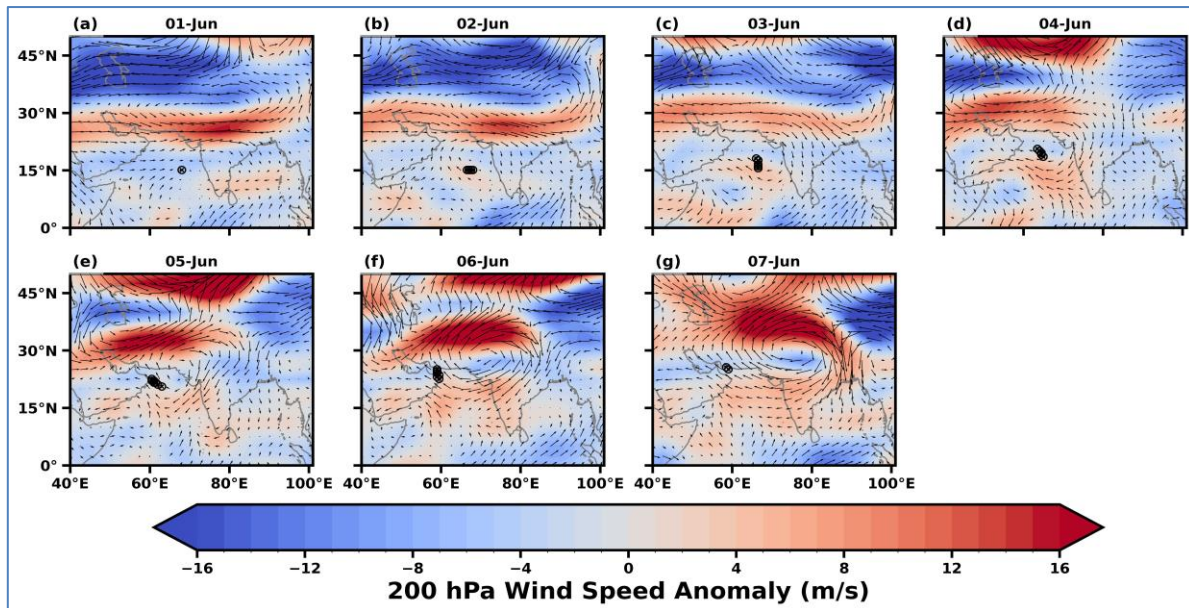 (a) 01-Jun
(b) 02-Jun
(c) 03-Jun
(d) 04-Jun
45°N
30°N
15°N
0°
(e) 05-Jun
(f) 06-Jun
(g) 07-Jun
45°N
30°N
15°N
0°
40°E 60°E 80°E 100°E
40°E 60°E 80°E 100°E
40°E 60°E 80°E 100°E
−16 −12 −8 −4 0 4 8 12 16
200 hPa Wind Speed Anomaly (m/s)